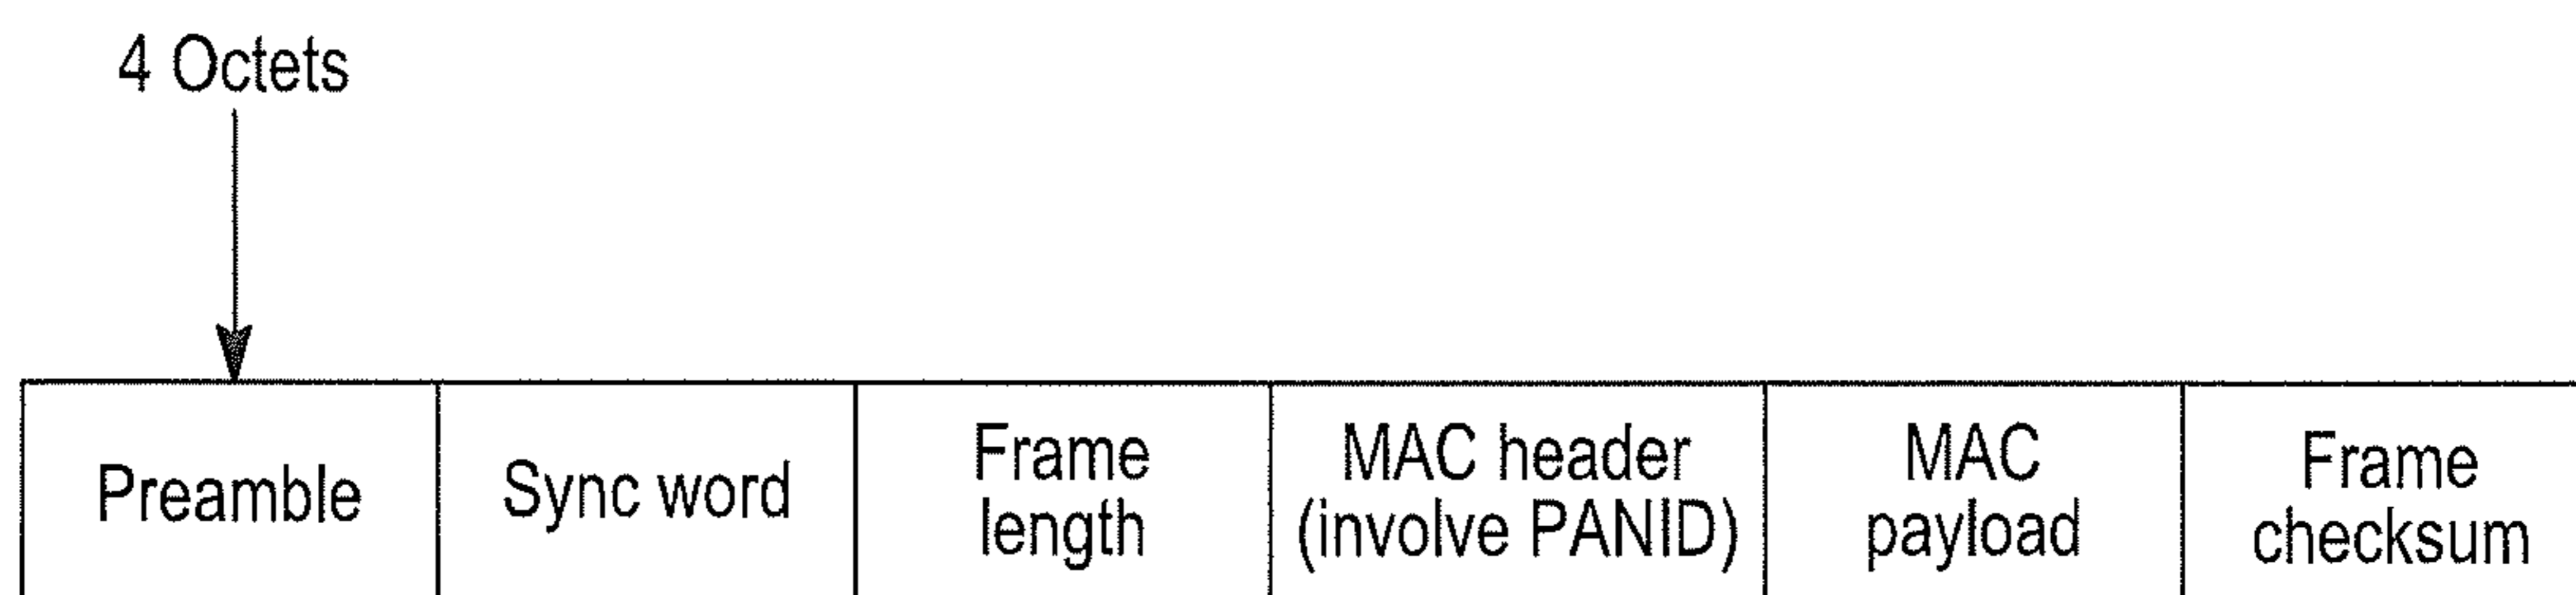 4 Octets
Preamble
Sync word
Frame
length
MAC header
(involve PANID)
MAC
payload
Frame
checksum